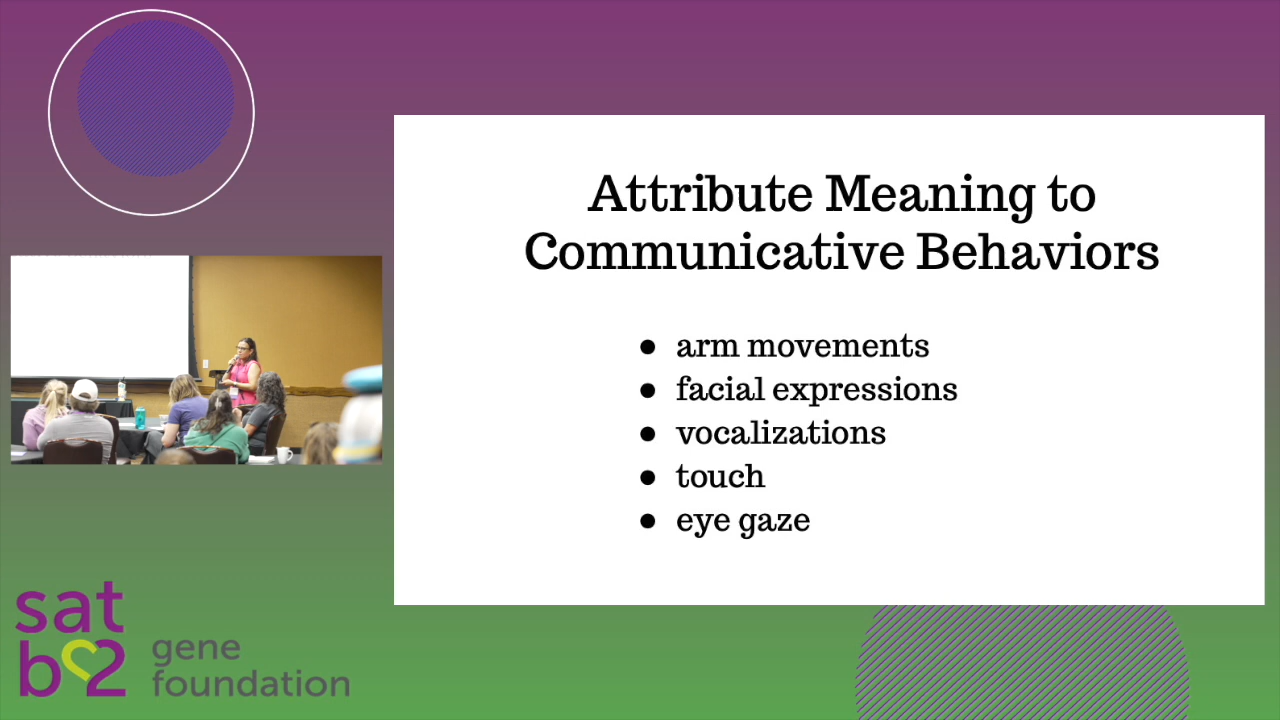 Attribute Meaning to
Communicative Behaviors
● arm movements
● facial expressions
● vocalizations
● touch
● eye gaze
sat
b2
gene
foundation